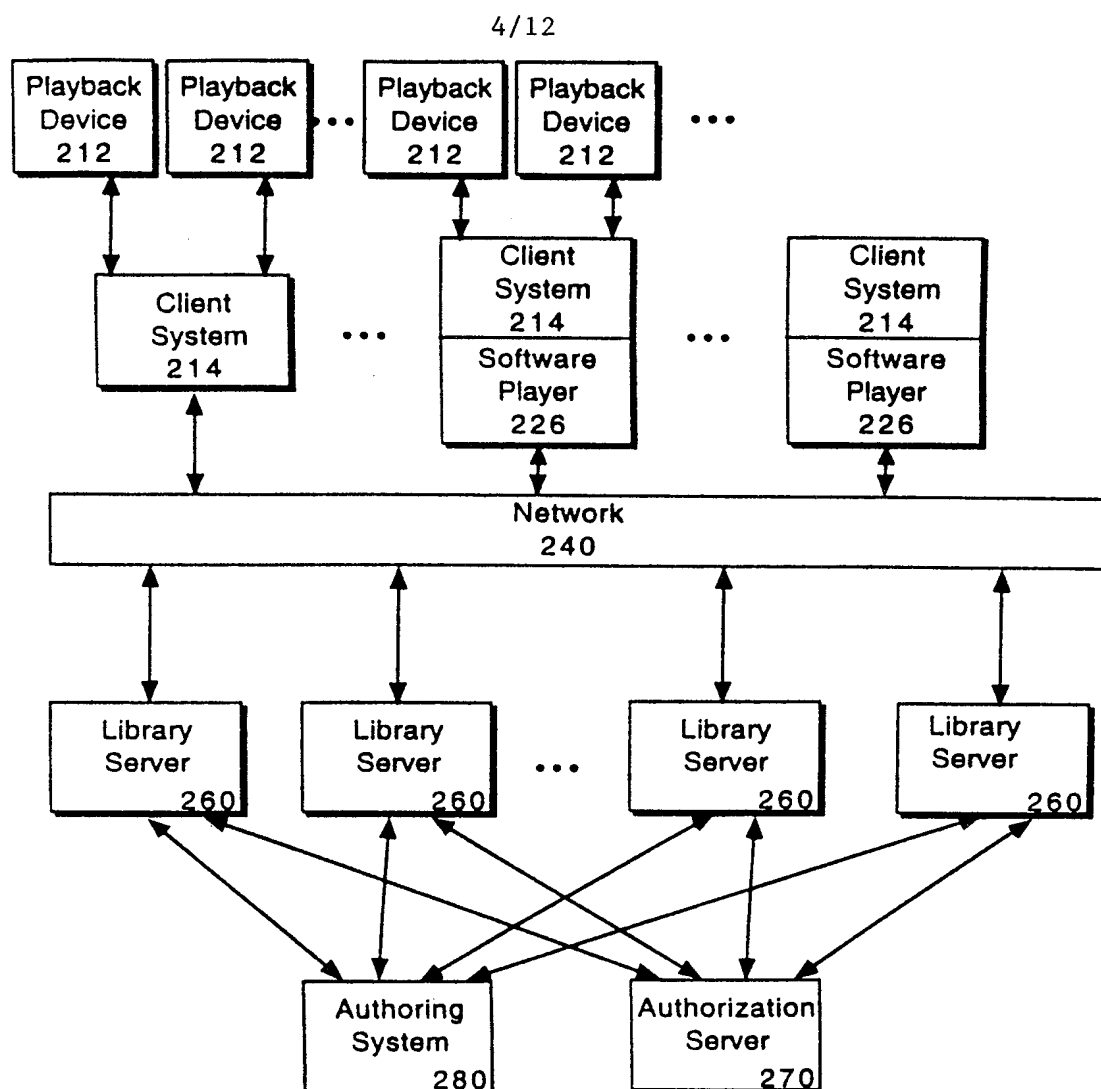 4/12
Playback
Device
212
Playback
Device
212
...
Playback
Device
212
Playback
Device
212
...
Client
System
214
...
Client
System
214
Software
Player
226
...
Client
System
214
Software
Player
226
Network
240
Library
Server
260
Library
Server
260
...
Library
Server
260
Library
Server
260
Authoring
System
280
Authorization
Server
270